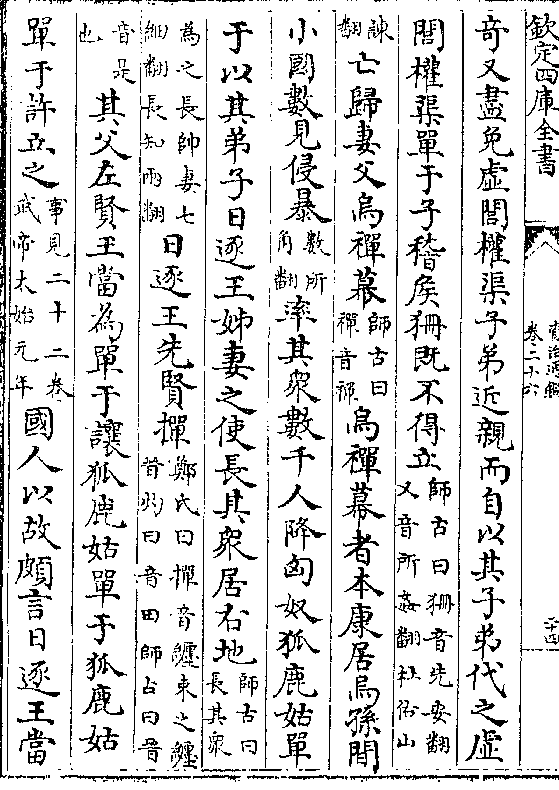 欽定四庫全書
資治通鑑
卷二十六
二十四
奇又盡免虛閭權渠子弟近親而自以其子弟代之虛
閭權渠單于子稽侯狦既不得立師古曰狦音先安翻又音所姦翻杜佑山
諫翻亡歸妻父烏禪幕師古曰禪音禪烏禪幕者本康居烏孫間
小國數見侵暴數所角翻率其衆數千人降匈奴狐鹿姑單
于以其弟子日逐王姊妻之使長其衆居右地師古曰長其衆
為之長帥妻七細翻長知兩翻日逐王先賢撣鄭氏曰撣音纏束之纏晉灼曰音田師古曰晉
音是也其父左賢王當為單于讓狐鹿姑單于狐鹿姑
單于許立之事見二十二卷武帝太始元年國人以故頗言日逐王當